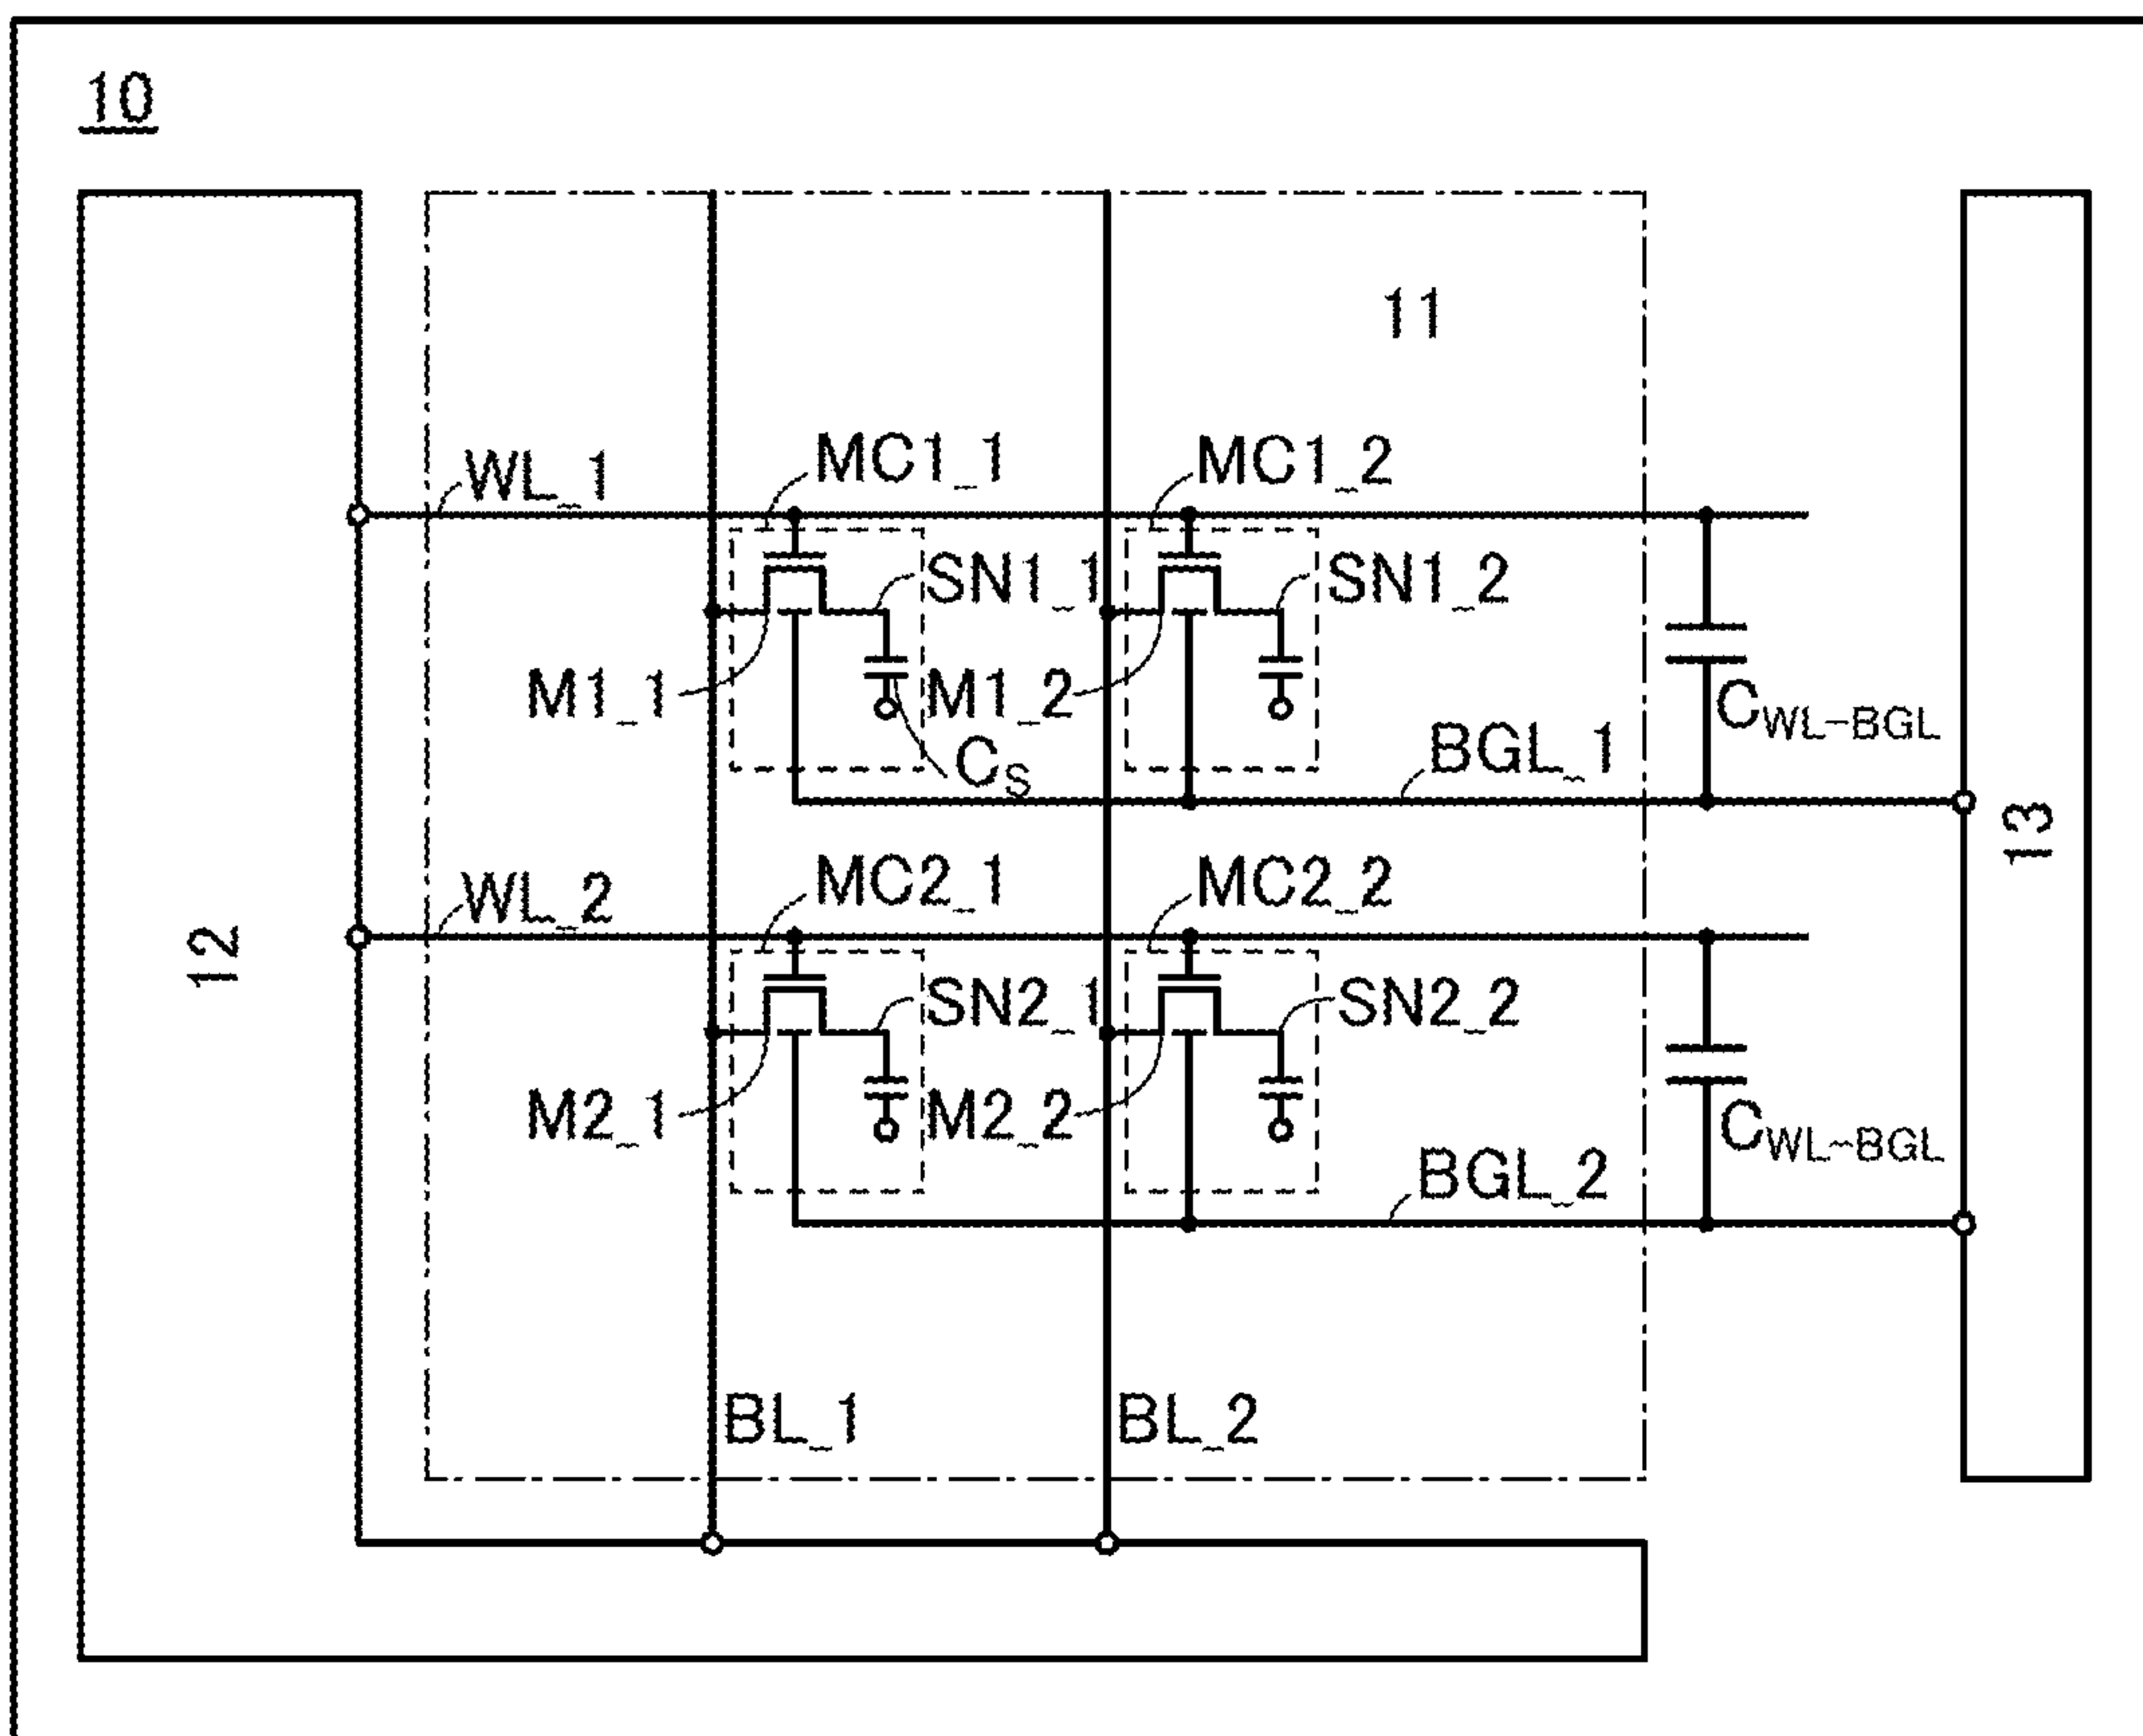 10
11
WL_1
MC1_1
MC1_2
SN1_1
SN1_2
M1_1
M1_2
CS
CWL-BGL
BGL_1
13
12
WL_2
MC2_1
MC2_2
SN2_1
SN2_2
M2_1
M2_2
CWL-BGL
BGL_2
BL_1
BL_2